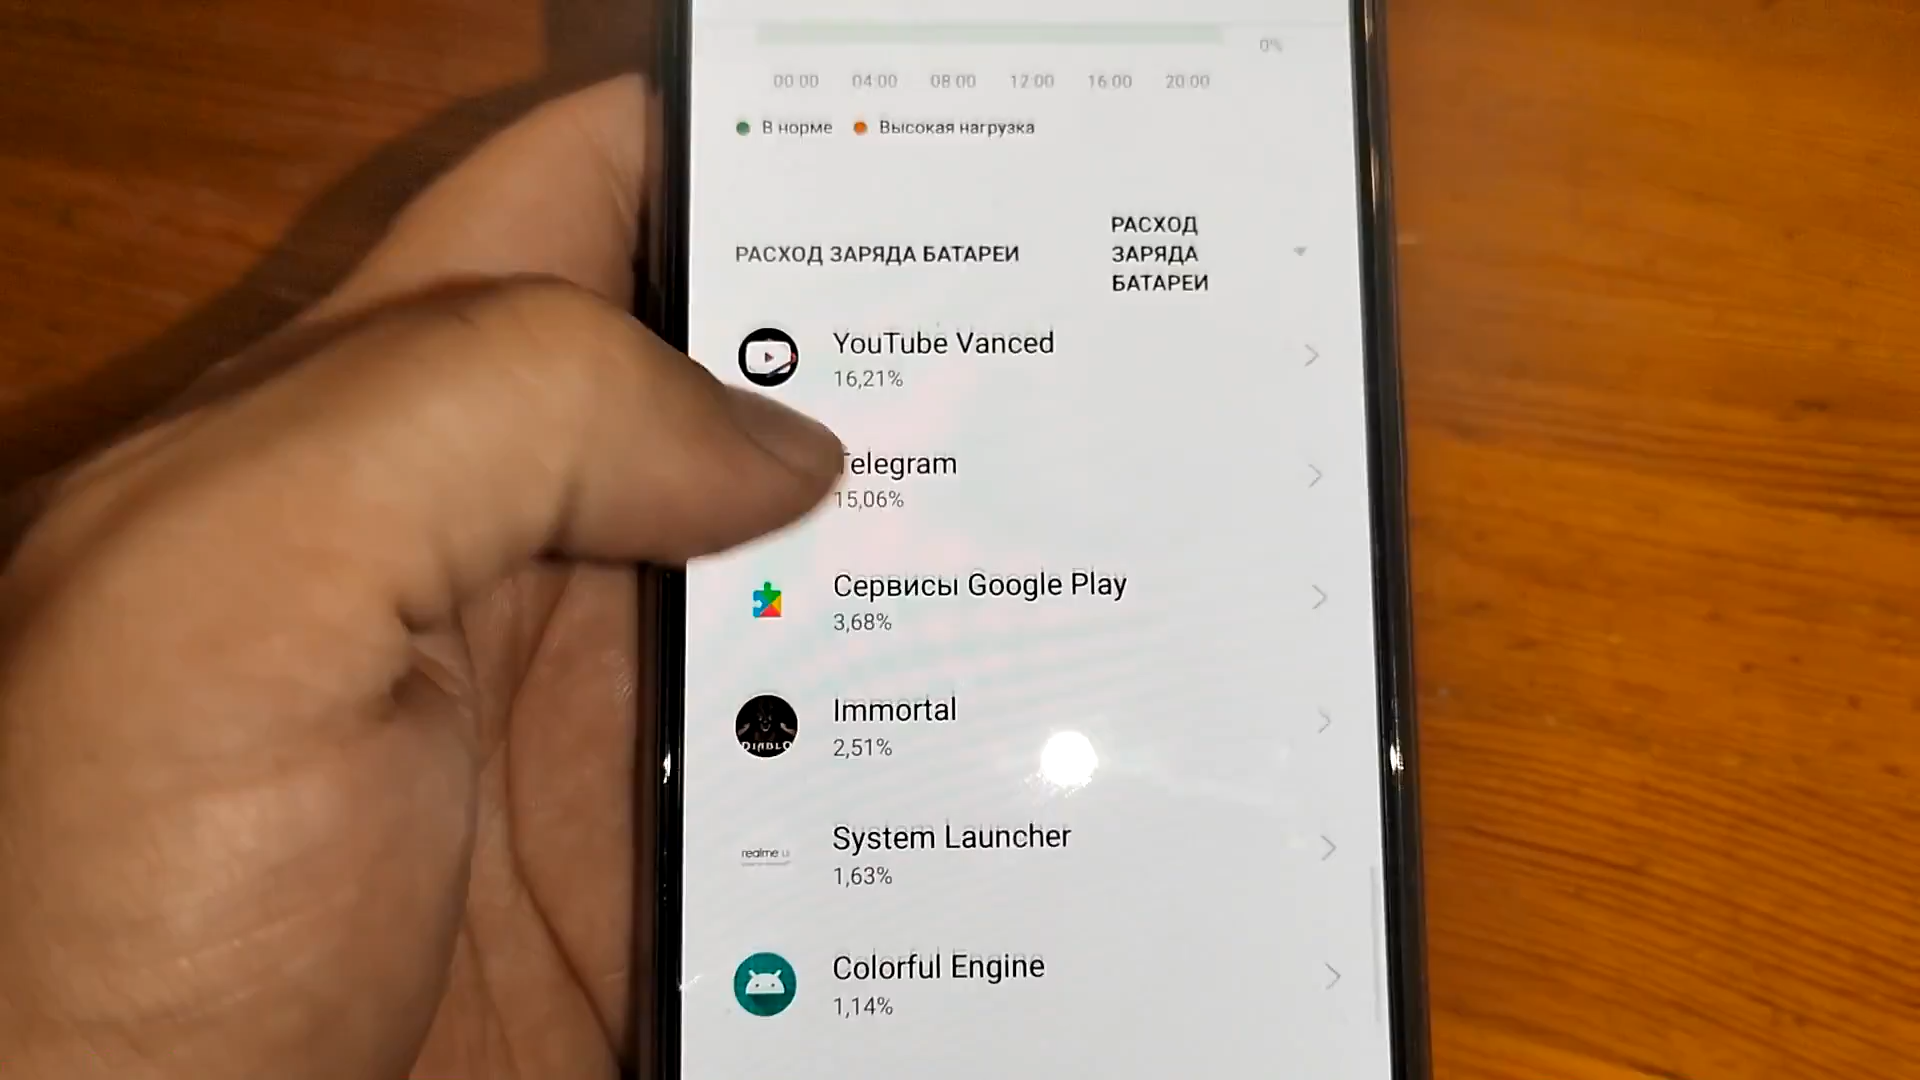 0%
00:00 04:00 08:00 12:00 16:00 20:00
В норме Высокая нагрузка
РАСХОД ЗАРЯДА БАТАРЕИ
РАСХОД
ЗАРЯДА
БАТАРЕИ
YouTube Vanced
16,21%
Telegram
15,06%
Сервисы Google Play
3,68%
DIABLO
Immortal
2,51%
realme UI
System Launcher
1,63%
Colorful Engine
1,14%